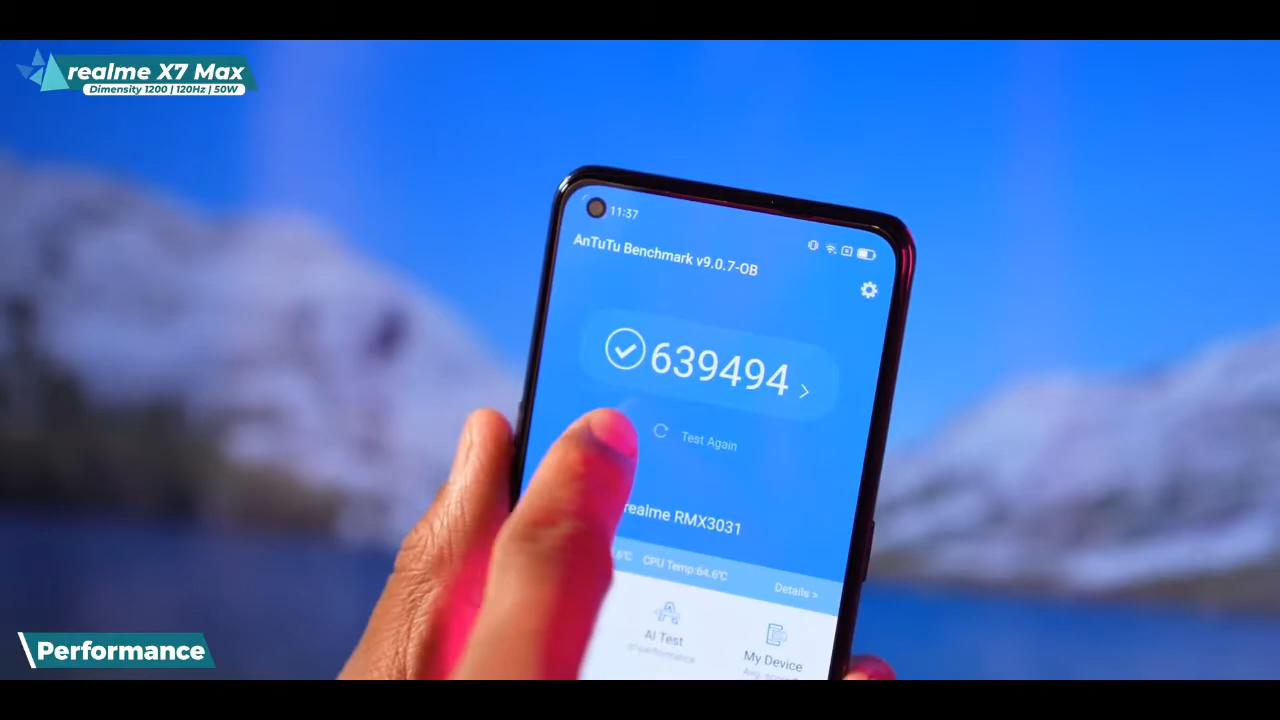 realme X7 Max
Dimensity 1200 | 120Hz | 50W
11:37
AnTuTu Benchmark v9.0.7-OB
639494
Test Again
realme RMX3031
CPU Temp:64.6℃
Details >
AI Test
My Device
Performance